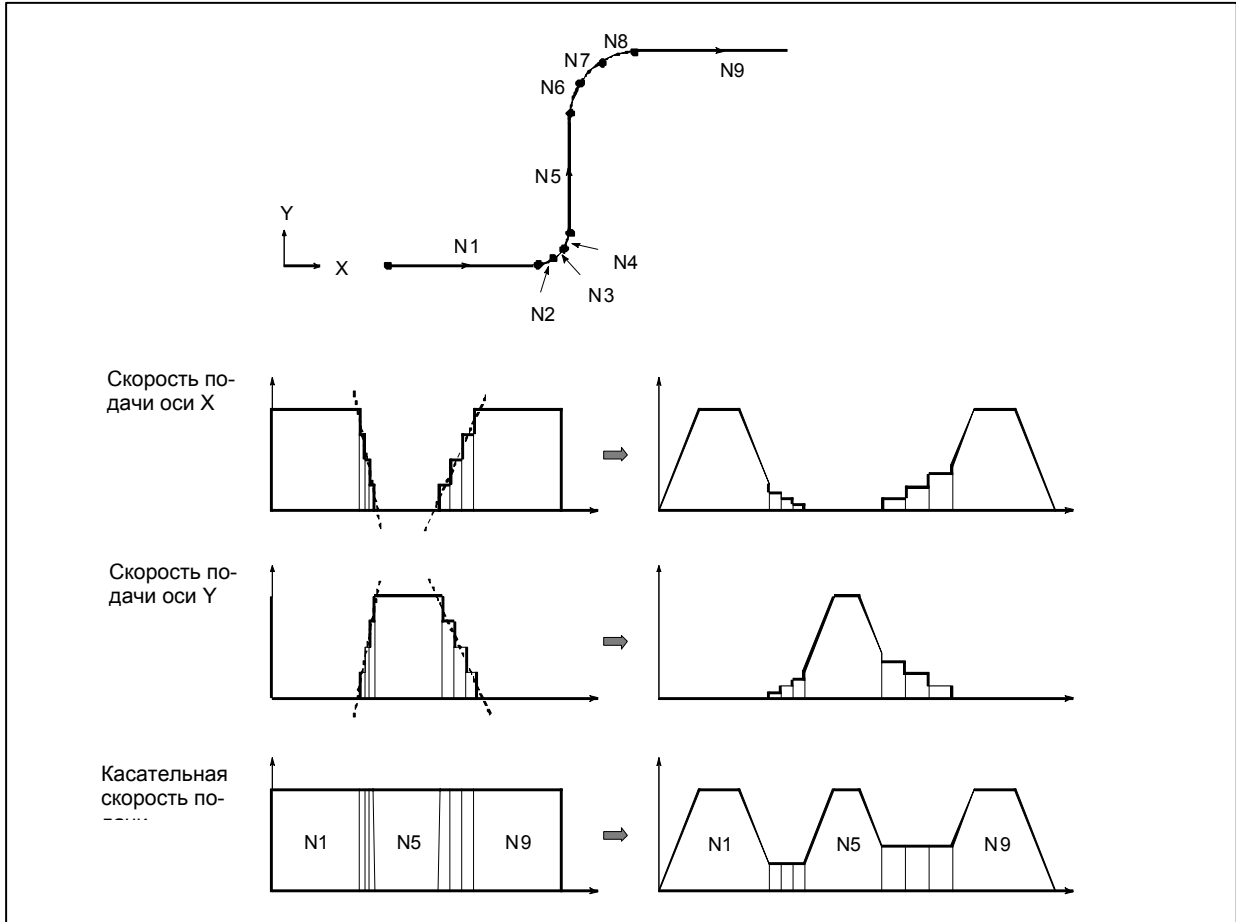 N8
N7
N9
N6
N5
Y
N1
X
N4
N3
N2
Скорость по-
дачи оси X
Скорость по-
дачи оси Y
Касательная
скорость по-
N1 N5 N9
N1 N5 N9